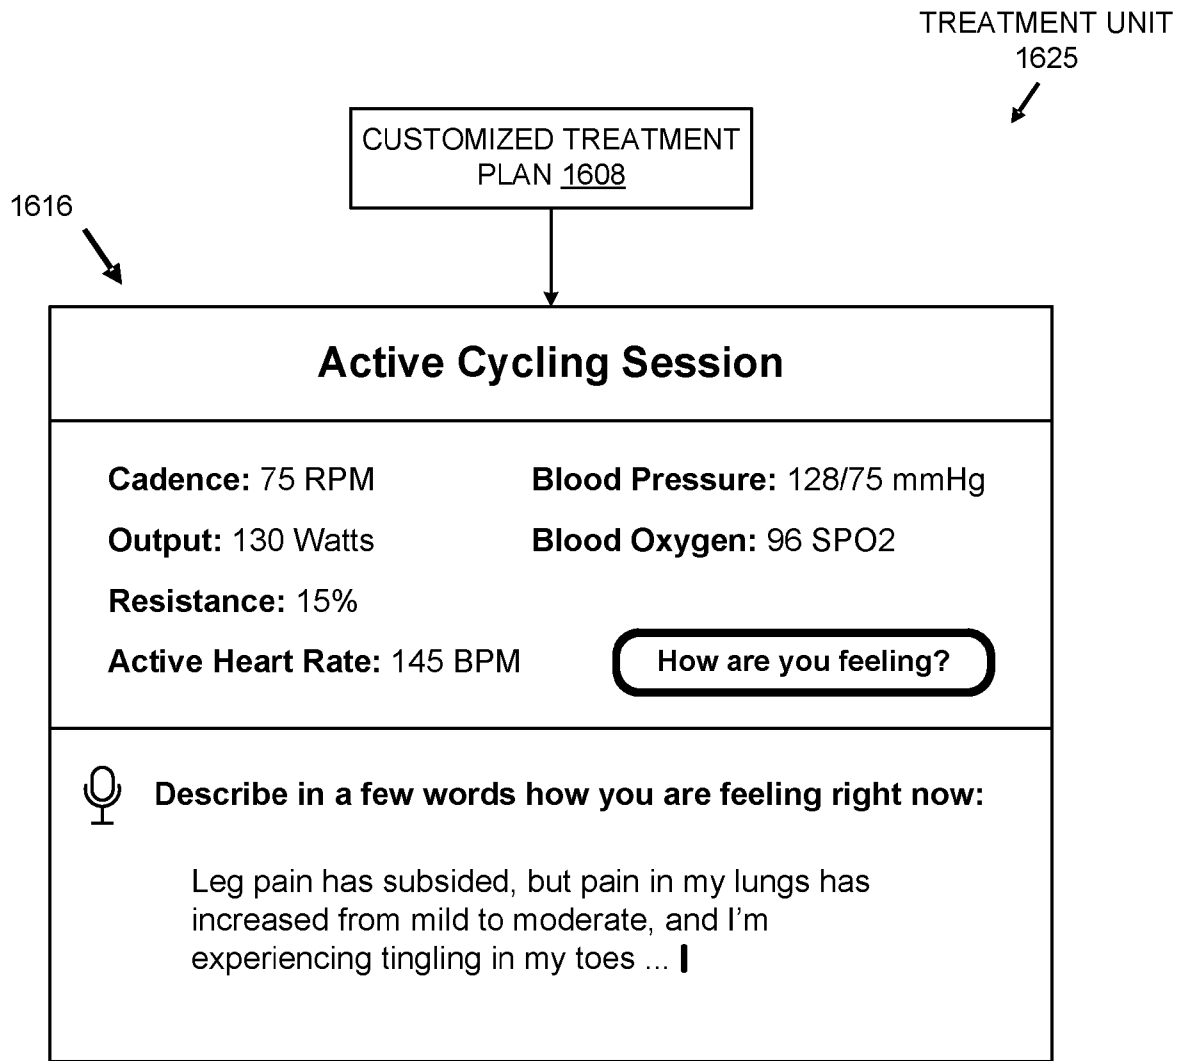 TREATMENT UNIT
1625
CUSTOMIZED TREATMENT
PLAN 1608
1616
Active Cycling Session
Cadence: 75 RPM
Blood Pressure: 128/75 mmHg
Output: 130 Watts
Blood Oxygen: 96 SPO2
Resistance: 15%
Active Heart Rate: 145 BPM
How are you feeling?
Describe in a few words how you are feeling right now:
Leg pain has subsided, but pain in my lungs has
increased from mild to moderate, and I'm
experiencing tingling in my toes ...